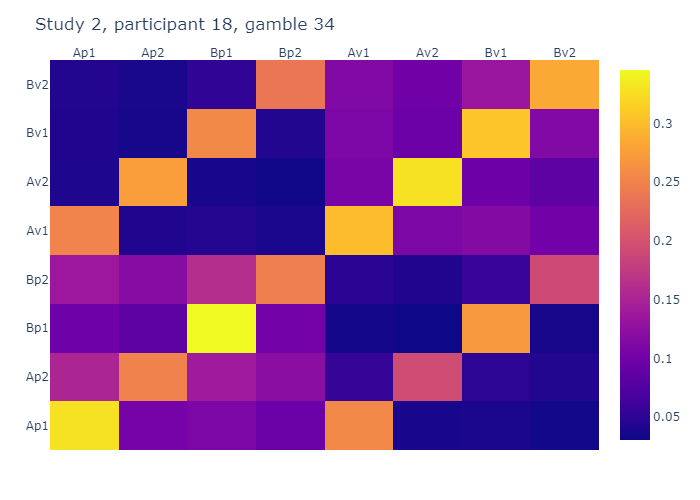 Study 2, participant 18, gamble 34
Ap1 Ap2 Bp1 Bp2 Av1 Av2 Bv1 Bv2
Bv2
Bv1
Av2
Av1
Bp2
Bp1
Ap2
Ap1
0.3
0.25
0.2
0.15
0.1
0.05